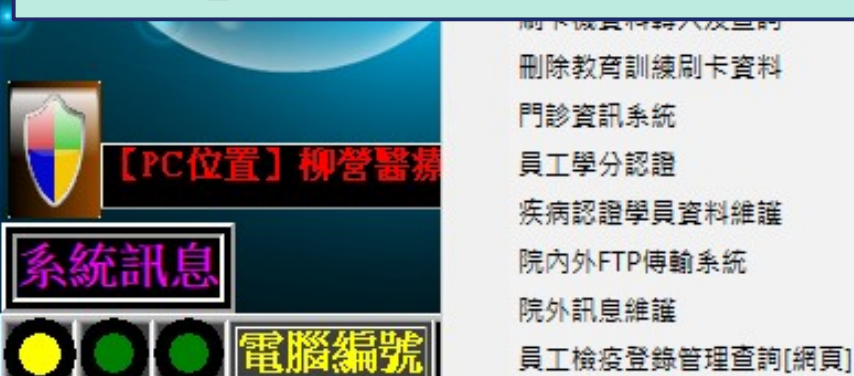 刪除教育訓練刷卡資料
門診資訊系統
員工學分認證
疾病認證學員資料維護
院內外FTP傳輸系統
院外訊息維護
員工檢疫登錄管理查詢[網頁]
【PC位置】柳營醫療
系統訊息
電腦編號